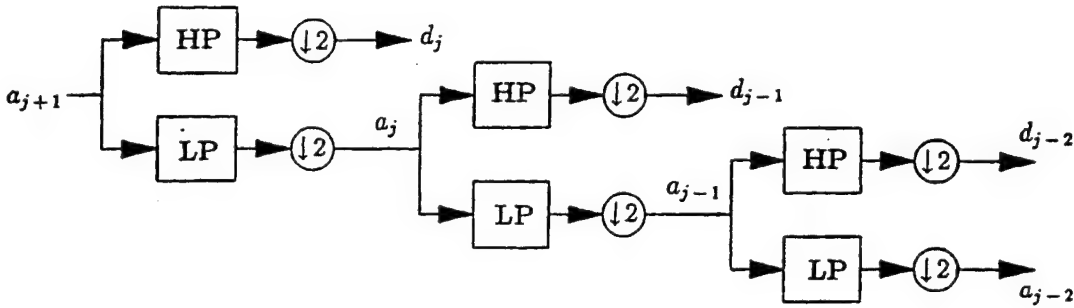 HP ↓2 d_j
a_{j+1}
LP ↓2 a_j
HP ↓2 d_{j-1}
LP ↓2 a_{j-1}
HP ↓2 d_{j-2}
LP ↓2 a_{j-2}